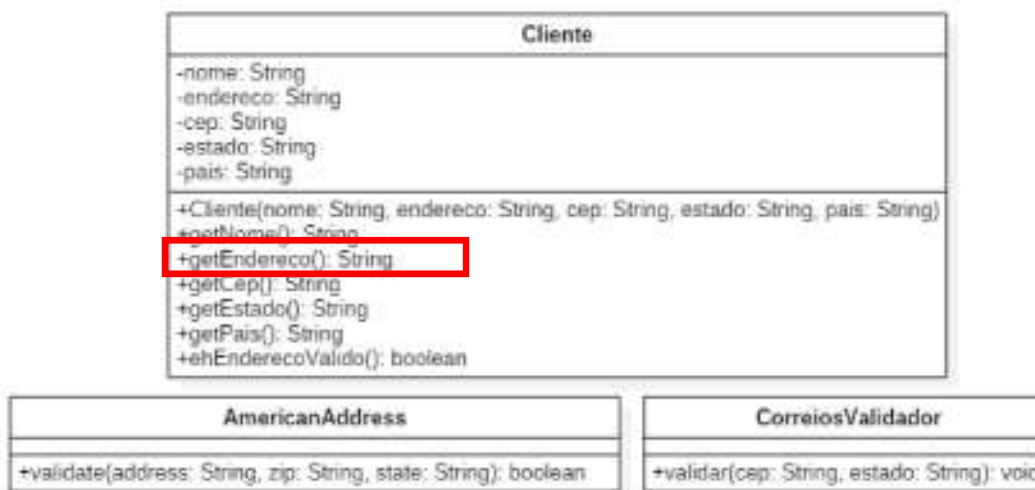 Cliente
-nome: String
-endereco: String
-cep: String
-estado: String
-pais: String
+Cliente(nome: String, endereco: String, cep: String, estado: String, pais: String)
+getNome(): String
+getEndereco(): String
+getCep(): String
+getEstado(): String
+getPais(): String
+ehEnderecoValido(): boolean
AmericanAddress
+validate(address: String, zip: String, state: String): boolean
CorreiosValidador
+validar(cep: String, estado: String): void